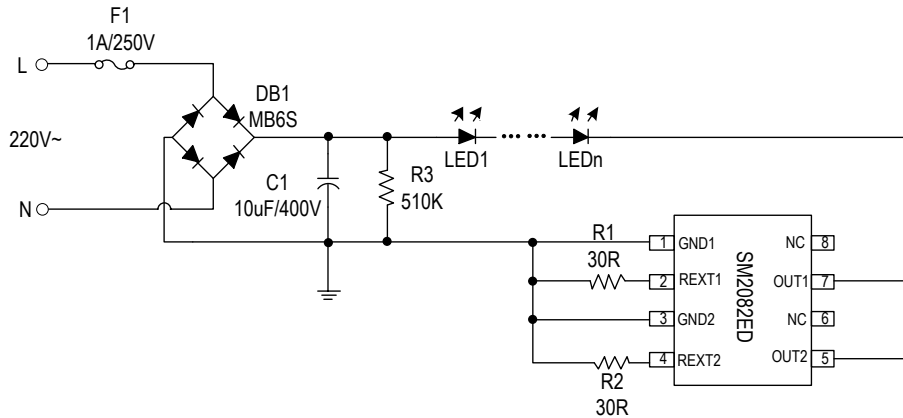 F1
1A/250V
L
DB1
MB6S
220V~
LED1
LEDn
R3
510K
C1
10uF/400V
N
R1
30R
1 GND1
NC 8
2 REXT1
OUT1 7
SM2082ED
3 GND2
NC 6
4 REXT2
OUT2 5
R2
30R